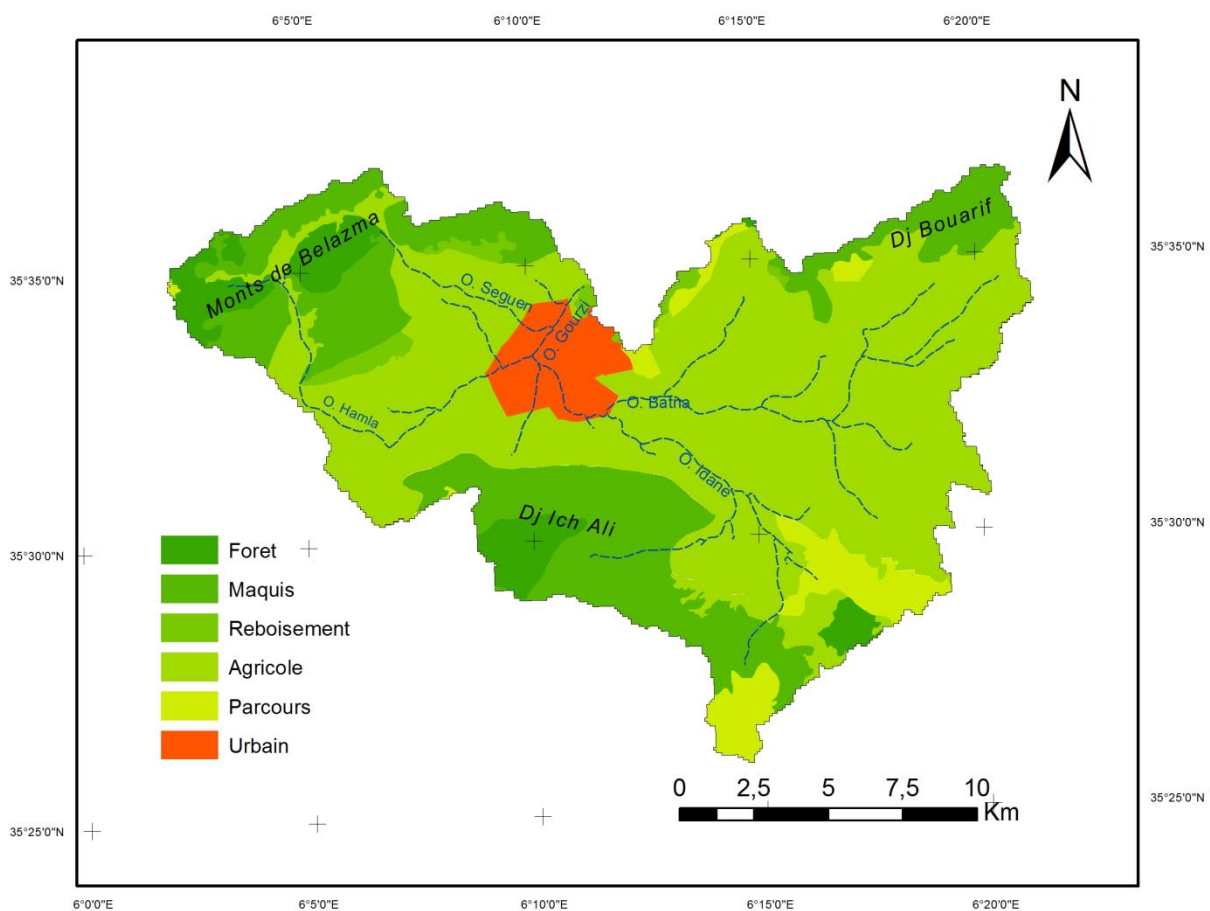 6°5'0"E 6°10'0"E 6°15'0"E 6°20'0"E
N
Dj Bouarif
Monts de Belazma
35°35'0"N
35°35'0"N
O. Seguen
O. Gourzi
O. Hamla
O. Batna
O. Idane
Dj Ich Ali
35°30'0"N
35°30'0"N
Foret
Maquis
Reboisement
Agricole
Parcours
Urbain
0 2,5 5 7,5 10
Km
35°25'0"N
35°25'0"N
6°0'0"E 6°5'0"E 6°10'0"E 6°15'0"E 6°20'0"E